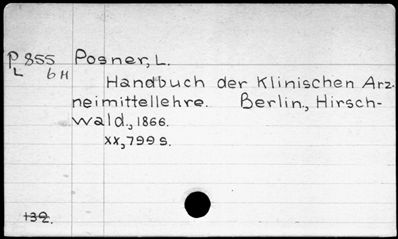 P 855 Posner, L.
L 6H
Handbuch der Klinischen Arz-
neimittellehre. Berlin., Hirsch-
wald., 1866.
xx, 799 s.
132.